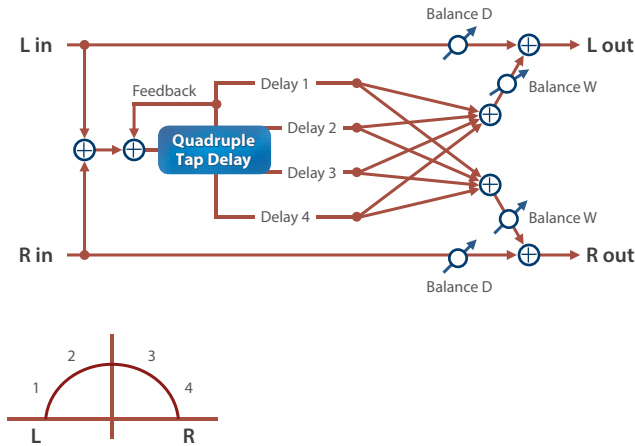 Balance D
L in
L out
Feedback
Delay 1
Balance W
Quadruple
Tap Delay
Delay 2
Delay 3
Delay 4
Balance W
R in
R out
Balance D
2
3
1
4
L
R